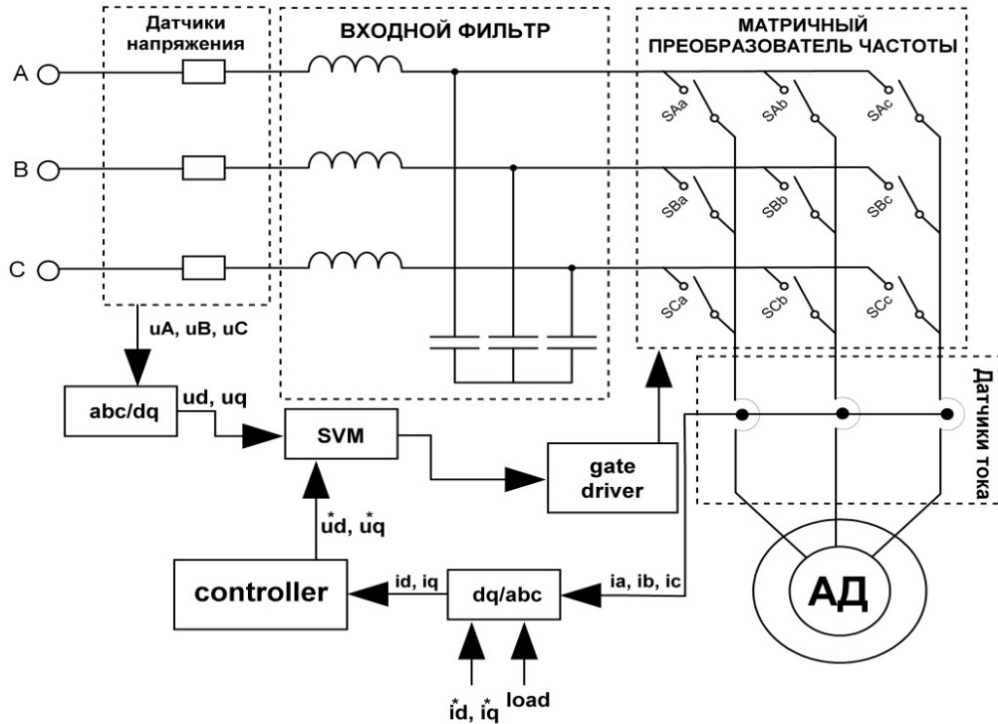 Датчики
напряжения
ВХОДНОЙ ФИЛЬТР
МАТРИЧНЫЙ
ПРЕОБРАЗОВАТЕЛЬ ЧАСТОТЫ
A
SAa
SAb
SAc
B
SBa
SBb
SBc
C
SCa
SCb
SCc
uA, uB, uC
abc/dq
ud, uq
SVM
gate
driver
Датчики тока
u*d, u*q
controller
id, iq
dq/abc
ia, ib, ic
АД
i*d, i*q
load